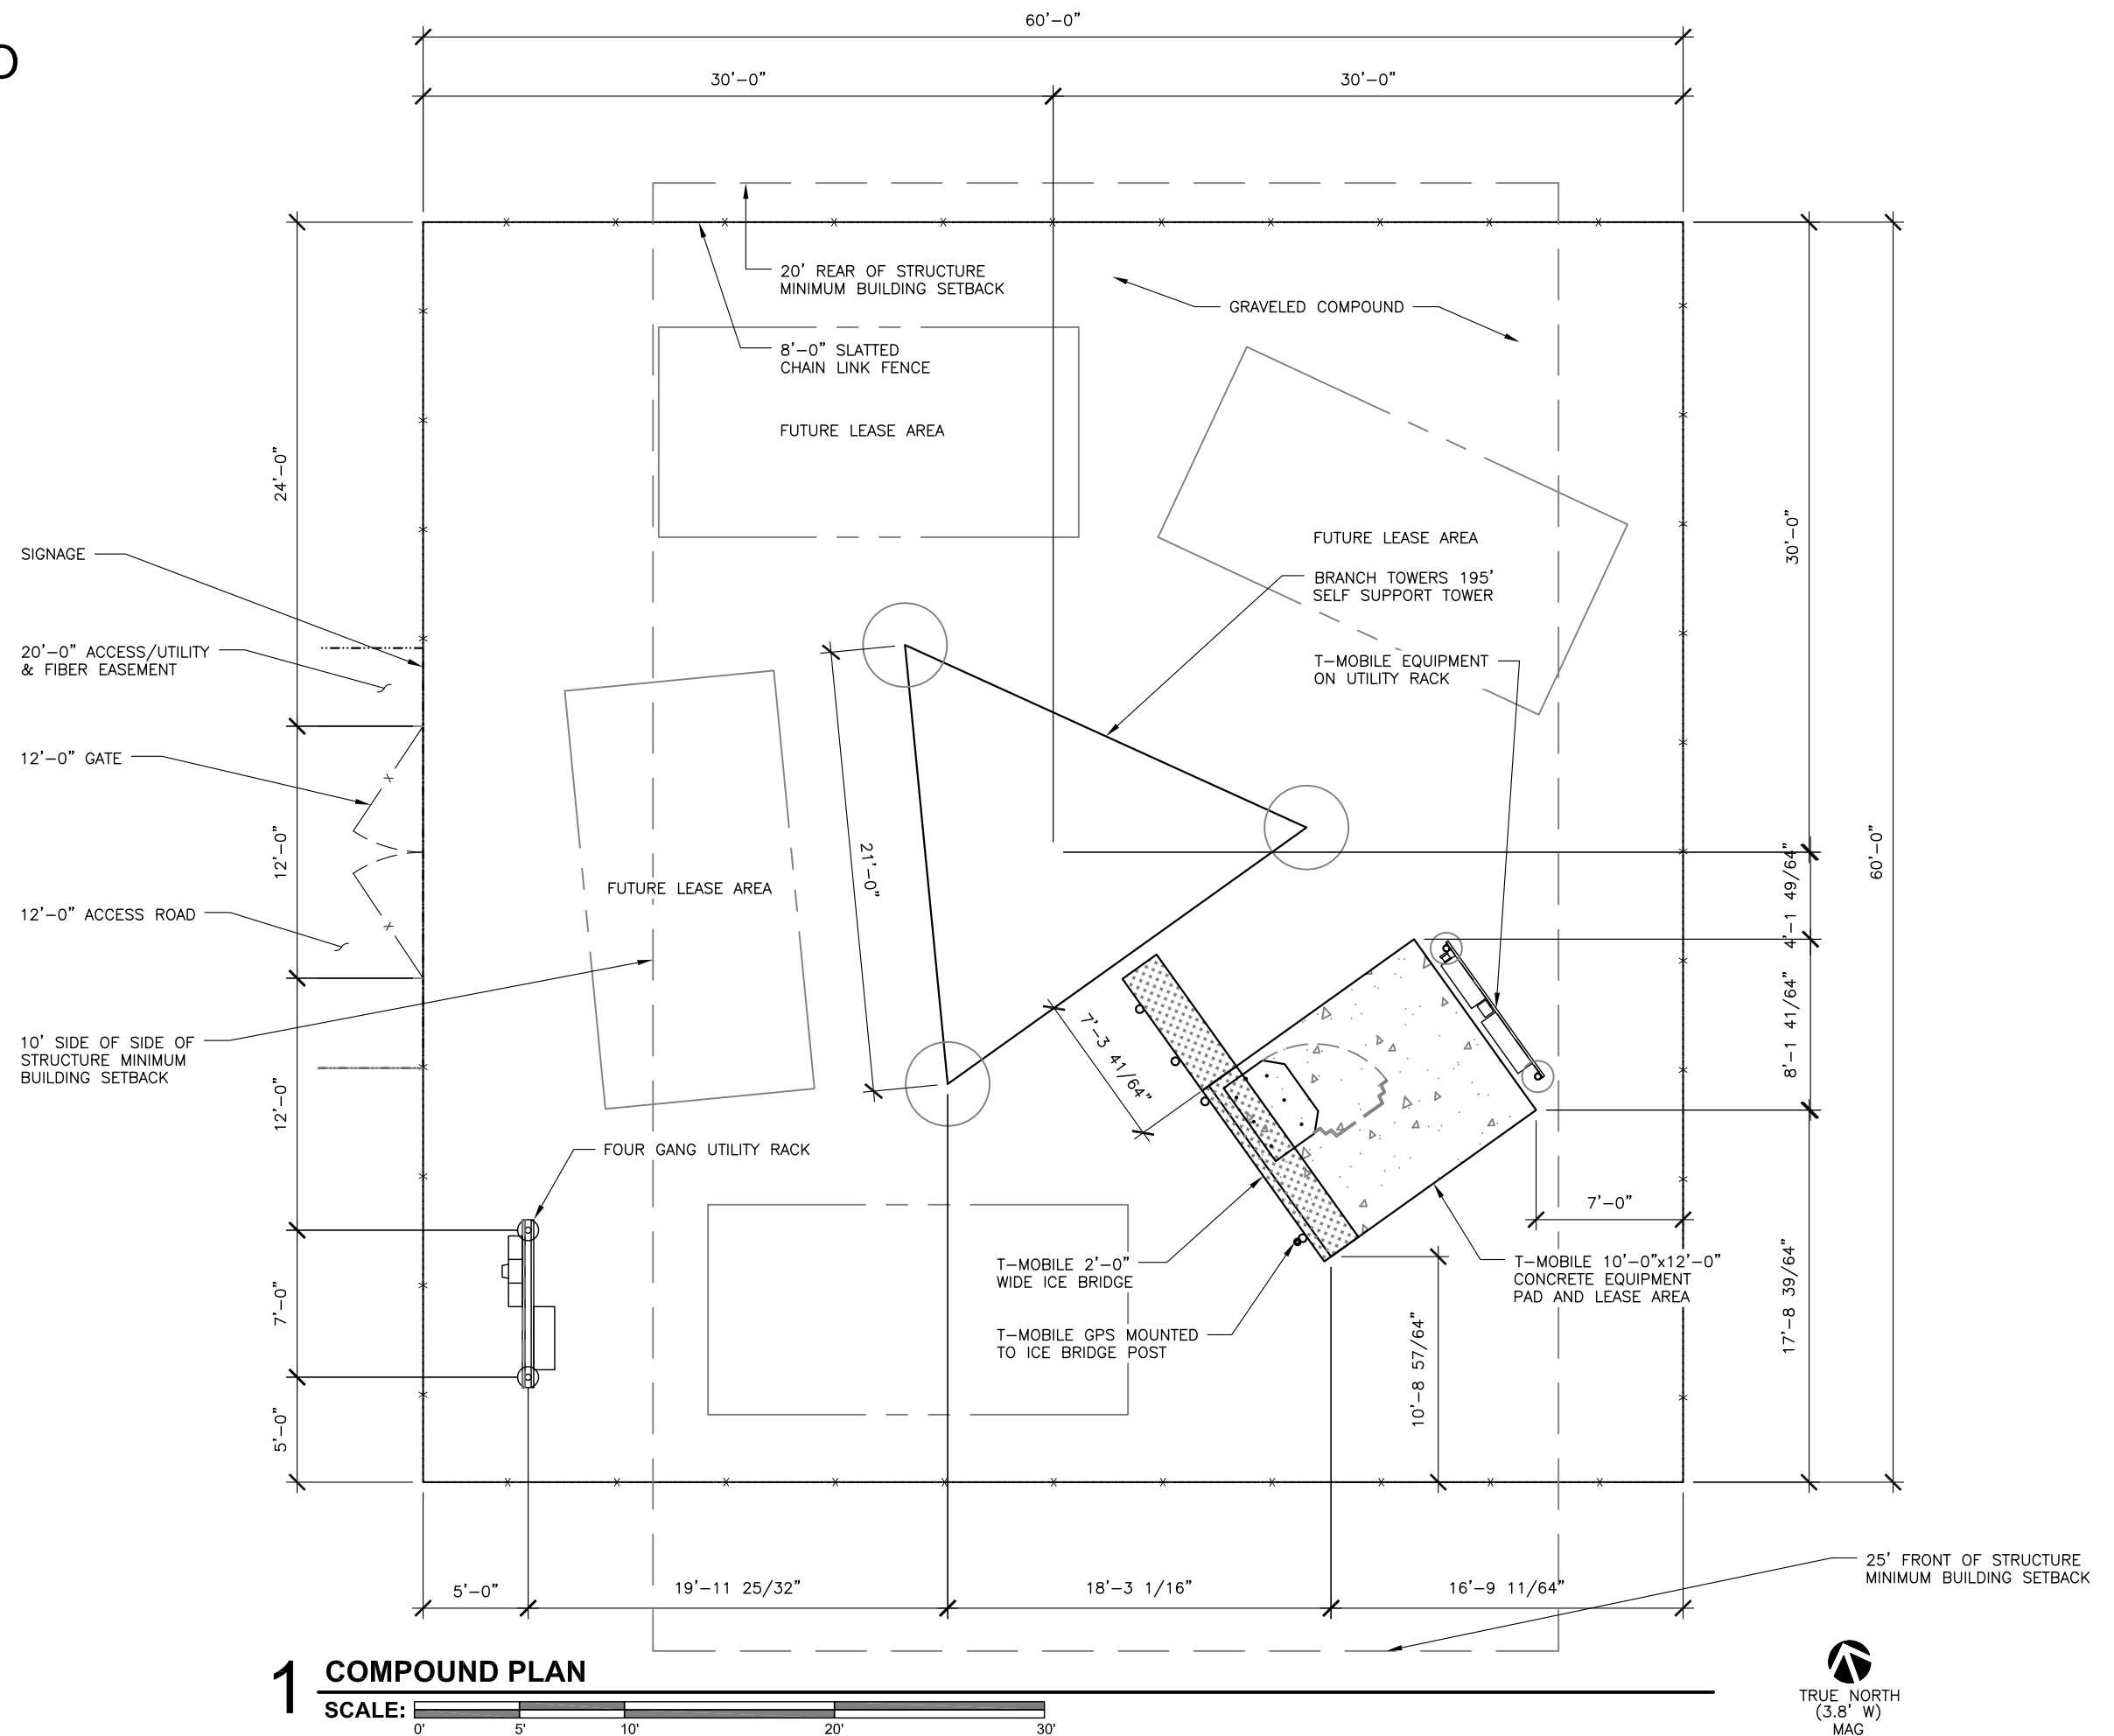 60'-0"
30'-0"
30'-0"
20' REAR OF STRUCTURE
MINIMUM BUILDING SETBACK
GRAVELED COMPOUND
8'-0" SLATTED
CHAIN LINK FENCE
FUTURE LEASE AREA
24'-0"
FUTURE LEASE AREA
30'-0"
SIGNAGE
BRANCH TOWERS 195'
SELF SUPPORT TOWER
20'-0" ACCESS/UTILITY
& FIBER EASEMENT
T-MOBILE EQUIPMENT
ON UTILITY RACK
12'-0" GATE
12'-0"
21'-0"
60'-0"
4'-1 49/64"
FUTURE LEASE AREA
12'-0" ACCESS ROAD
8'-1 41/64"
7'-3 41/64"
10' SIDE OF SIDE OF
STRUCTURE MINIMUM
BUILDING SETBACK
12'-0"
FOUR GANG UTILITY RACK
7'-0"
T-MOBILE 2'-0"
WIDE ICE BRIDGE
T-MOBILE 10'-0"x12'-0"
CONCRETE EQUIPMENT
PAD AND LEASE AREA
7'-0"
17'-8 39/64"
T-MOBILE GPS MOUNTED
TO ICE BRIDGE POST
10'-8 57/64"
5'-0"
25' FRONT OF STRUCTURE
MINIMUM BUILDING SETBACK
5'-0"
19'-11 25/32"
18'-3 1/16"
16'-9 11/64"
1 COMPOUND PLAN
SCALE:
0' 5' 10' 20' 30'
TRUE NORTH
(3.8' W)
MAG